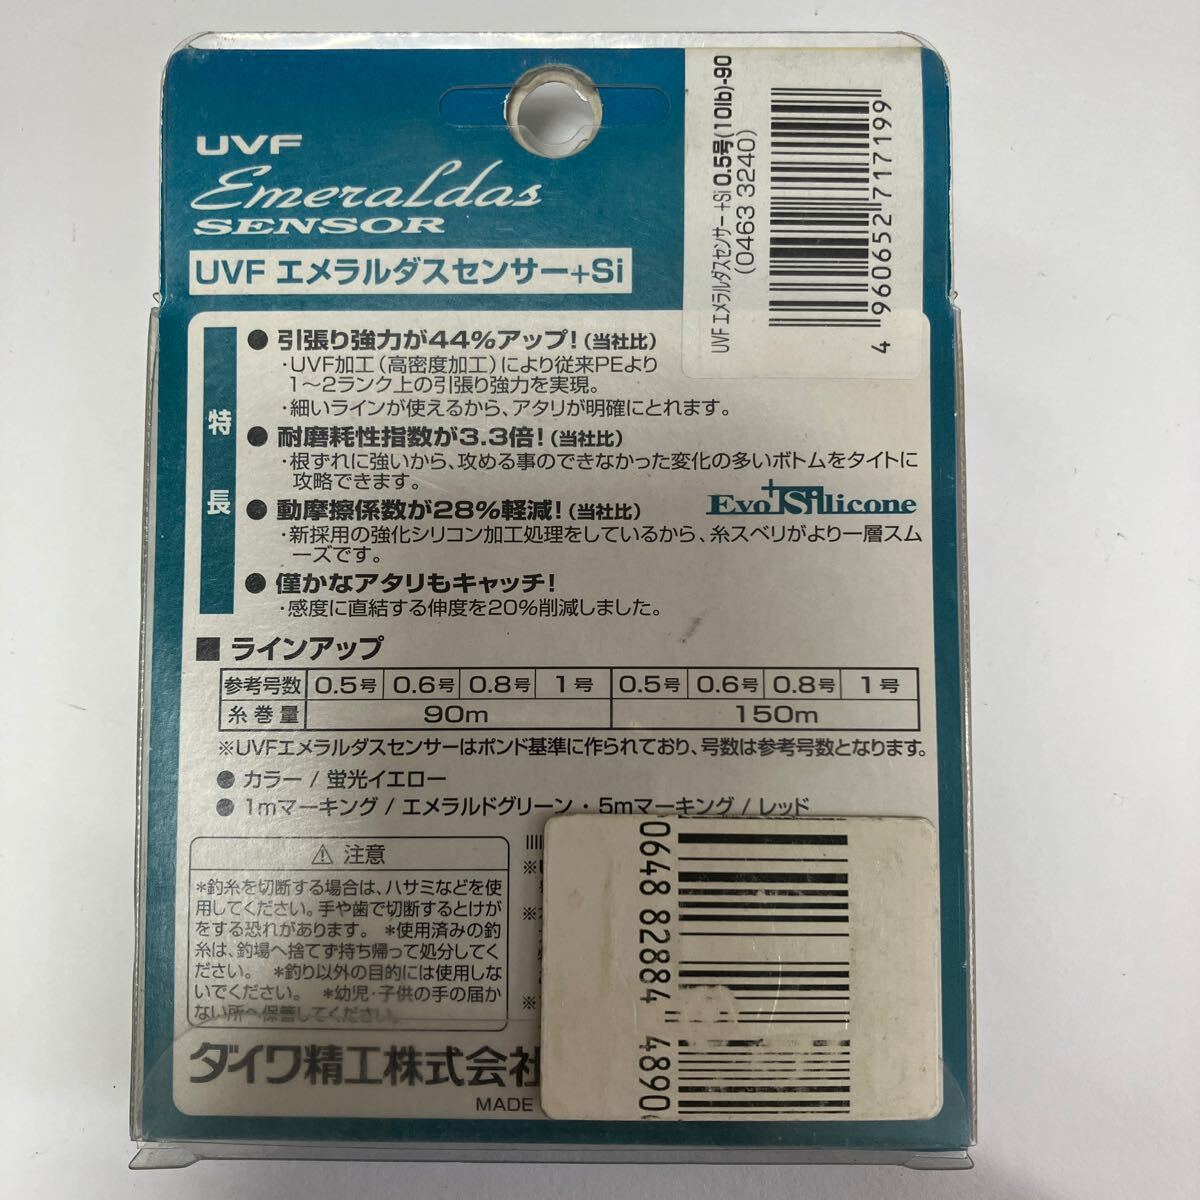 UVF
Emeraldas
SENSOR
UVF エメラルダスセンサー+Si
UVF エメラルダスセンサー+Si 0.5号(10lb)-90
(0463 3240)
4 960652 717199
特長
● 引張り強力が44%アップ!(当社比)
・UVF加工(高密度加工)により従来PEより
1〜2ランク上の引張り強力を実現。
・細いラインが使えるから、アタリが明確にとれます。
● 耐磨耗性指数が3.3倍!(当社比)
・根ずれに強いから、攻める事のできなかった変化の多いボトムをタイトに
攻略できます。
● 動摩擦係数が28%軽減!(当社比)
Evo+Silicone
・新採用の強化シリコン加工処理をしているから、糸スベリがより一層スム
ーズです。
● 僅かなアタリもキャッチ!
・感度に直結する伸度を20%削減しました。
■ ラインアップ
参考号数 0.5号 0.6号 0.8号 1号 0.5号 0.6号 0.8号 1号
糸巻量 90m 150m
※UVFエメラルダスセンサーはポンド基準に作られており、号数は参考号数となります。
● カラー / 蛍光イエロー
● 1mマーキング / エメラルドグリーン・5mマーキング / レッド
⚠ 注意
*釣糸を切断する場合は、ハサミなどを使
用してください。手や歯で切断するとけが
をする恐れがあります。 *使用済みの釣
糸は、釣場へ捨てず持ち帰って処分してく
ださい。 *釣り以外の目的には使用しな
いでください。 *幼児・子供の手の届か
ない所へ保管してください。
ダイワ精工株式会社
MADE
0648 82884 4890